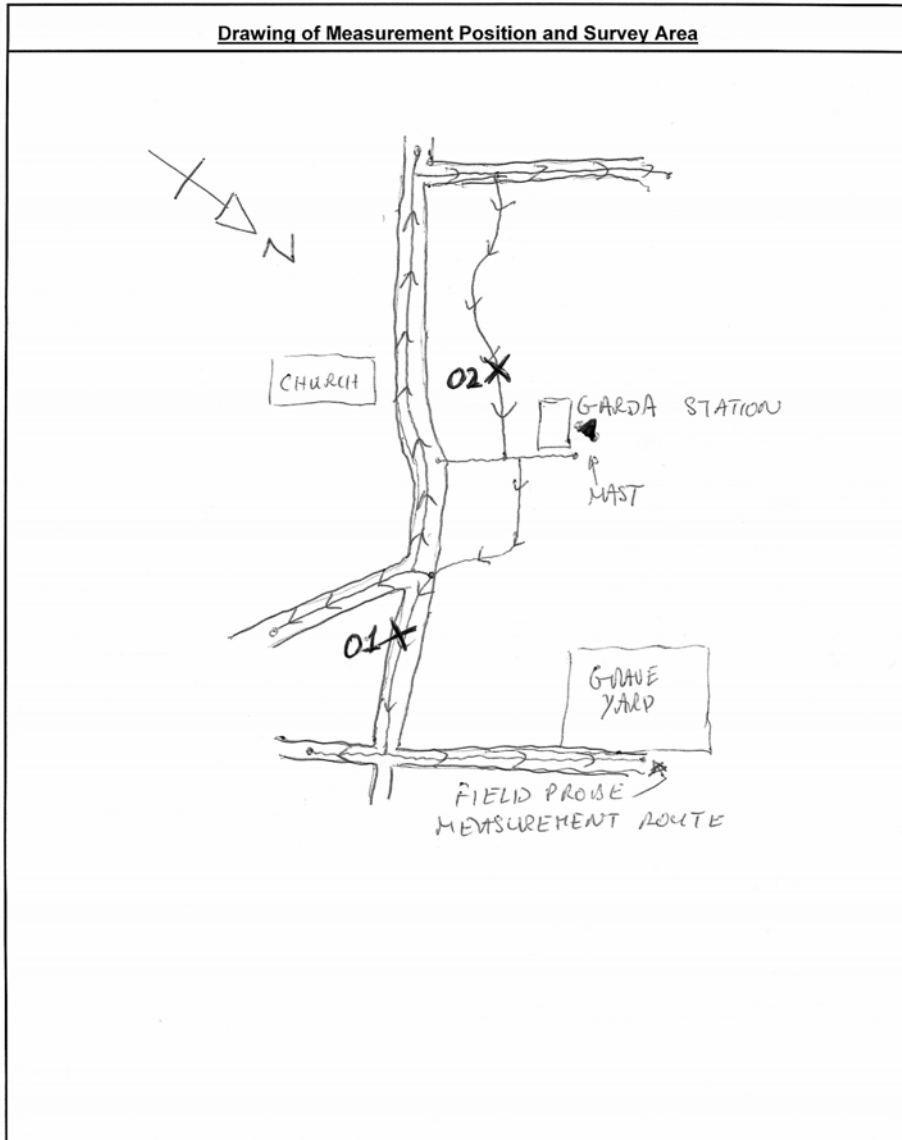 Drawing of Measurement Position and Survey Area
N
CHURCH
02
GARDA STATION
MAST
01
GRAVE
YARD
FIELD PROBE
MEASUREMENT ROUTE